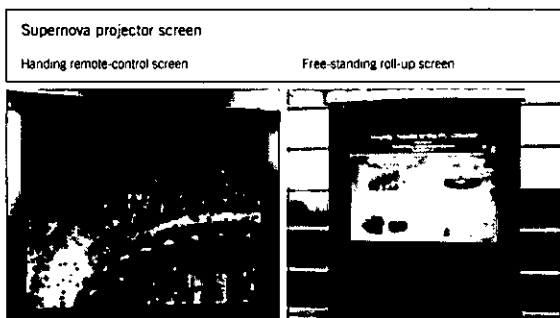 Supernova projector screen
Handing remote-control screen
Free-standing roll-up screen